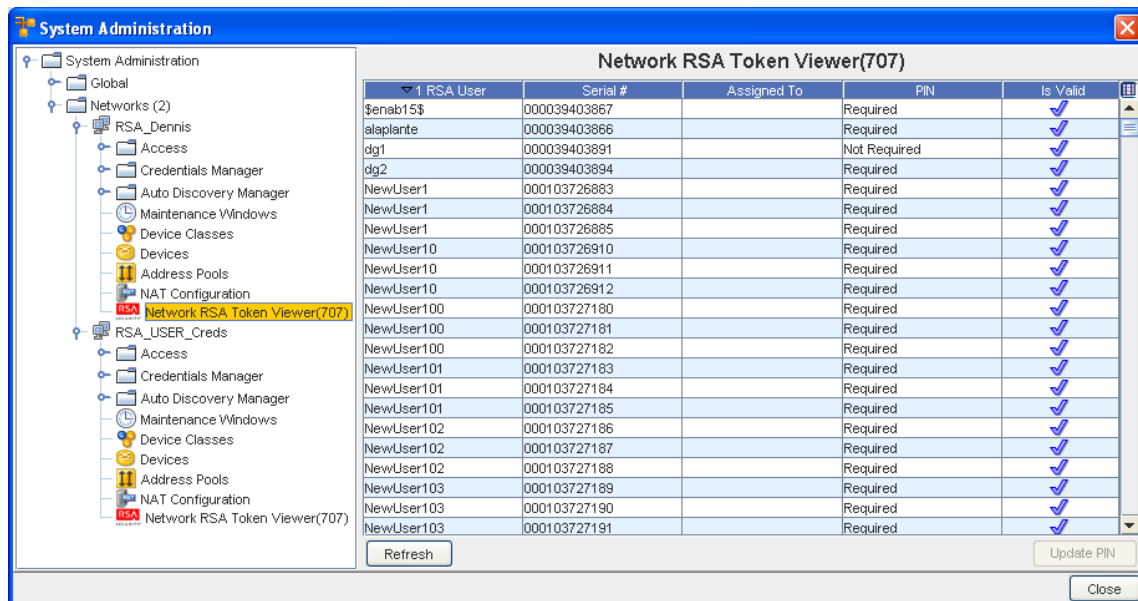 System Administration
System Administration
Global
Networks (2)
RSA_Dennis
Access
Credentials Manager
Auto Discovery Manager
Maintenance Windows
Device Classes
Devices
Address Pools
NAT Configuration
RSA Network RSA Token Viewer(707)
RSA_USER_Creds
Access
Credentials Manager
Auto Discovery Manager
Maintenance Windows
Device Classes
Devices
Address Pools
NAT Configuration
RSA Network RSA Token Viewer(707)
Network RSA Token Viewer(707)
1 RSA User Serial # Assigned To PIN Is Valid
$enab15$ 000039403867 Required
alaplante 000039403866 Required
dg1 000039403891 Not Required
dg2 000039403894 Required
NewUser1 000103726883 Required
NewUser1 000103726884 Required
NewUser1 000103726885 Required
NewUser10 000103726910 Required
NewUser10 000103726911 Required
NewUser10 000103726912 Required
NewUser100 000103727180 Required
NewUser100 000103727181 Required
NewUser100 000103727182 Required
NewUser101 000103727183 Required
NewUser101 000103727184 Required
NewUser101 000103727185 Required
NewUser102 000103727186 Required
NewUser102 000103727187 Required
NewUser102 000103727188 Required
NewUser103 000103727189 Required
NewUser103 000103727190 Required
NewUser103 000103727191 Required
Refresh Update PIN
Close